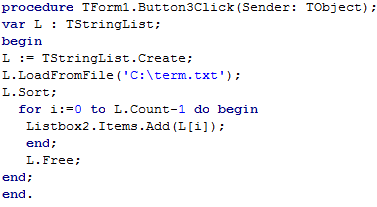 procedure TForm1.Button3Click(Sender: TObject);
var L : TStringList;
begin
L := TStringList.Create;
L.LoadFromFile('C:\term.txt');
L.Sort;
for i:=0 to L.Count-1 do begin
Listbox2.Items.Add(L[i]);
end;
L.Free;
end;
end.